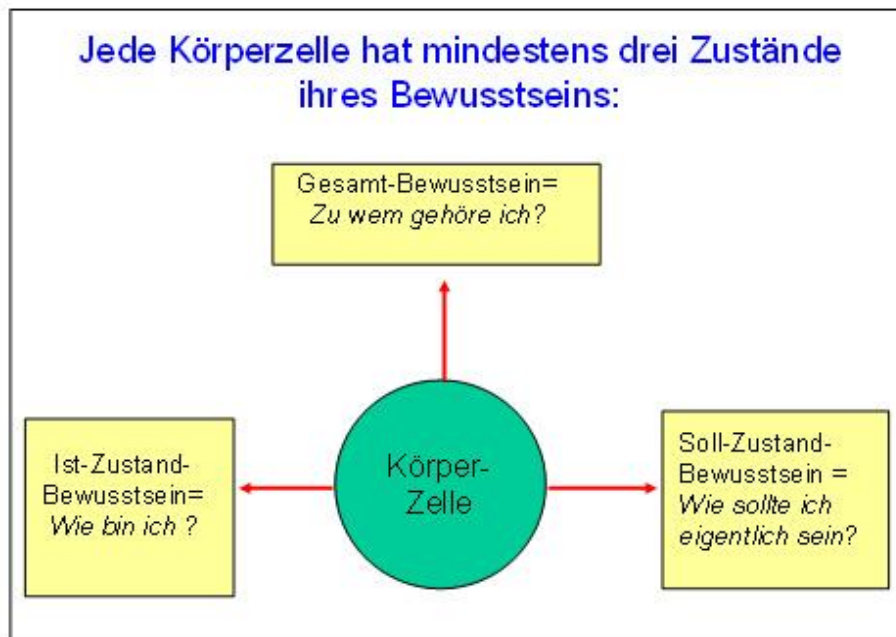 Jede Körperzelle hat mindestens drei Zustände
ihres Bewusstseins:
Gesamt-Bewusstsein=
Zu wem gehöre ich?
Ist-Zustand-
Bewusstsein=
Wie bin ich ?
Körper-
Zelle
Soll-Zustand-
Bewusstsein =
Wie sollte ich
eigentlich sein?